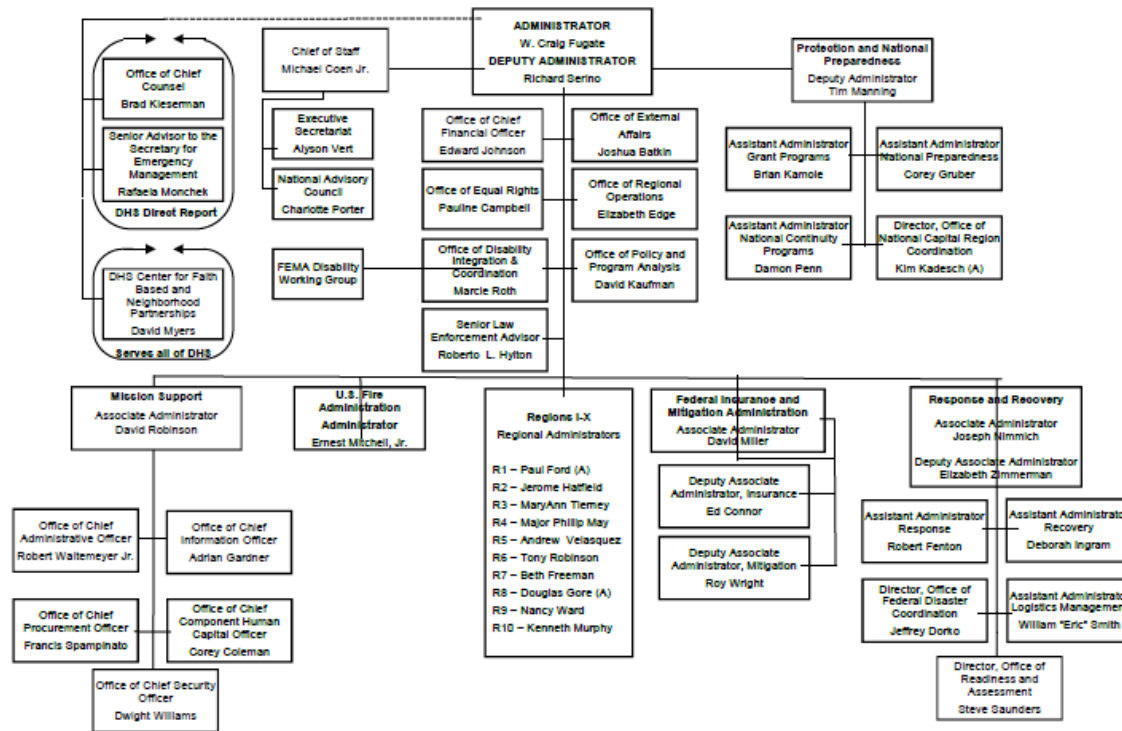 ADMINISTRATOR
W. Craig Fugate
DEPUTY ADMINISTRATOR
Richard Serino
Chief of Staff
Michael Coen Jr.
Protection and National
Preparedness
Deputy Administrator
Tim Manning
Office of Chief
Counsel
Brad Kieserman
Senior Advisor to the
Secretary for
Emergency
Management
Rafaela Monchek
DHS Direct Report
Executive
Secretariat
Alyson Vert
National Advisory
Council
Charlotte Porter
Office of Chief
Financial Officer
Edward Johnson
Office of External
Affairs
Joshua Batkin
Office of Equal Rights
Pauline Campbell
Office of Regional
Operations
Elizabeth Edge
Assistant Administrator
Grant Programs
Brian Kamoie
Assistant Administrator
National Preparedness
Corey Gruber
Assistant Administrator
National Continuity
Programs
Damon Penn
Director, Office of
National Capital Region
Coordination
Kim Kadesch (A)
DHS Center for Faith
Based and
Neighborhood
Partnerships
David Myers
Serves all of DHS
FEMA Disability
Working Group
Office of Disability
Integration &
Coordination
Marcie Roth
Office of Policy and
Program Analysis
David Kaufman
Senior Law
Enforcement Advisor
Roberto L. Hylton
Mission Support
Associate Administrator
David Robinson
U.S. Fire
Administration
Administrator
Ernest Mitchell, Jr.
Regions I-X
Regional Administrators
R1 – Paul Ford (A)
R2 – Jerome Hatfield
R3 – MaryAnn Tierney
R4 – Major Phillip May
R5 – Andrew Velasquez
R6 – Tony Robinson
R7 – Beth Freeman
R8 – Douglas Gore (A)
R9 – Nancy Ward
R10 – Kenneth Murphy
Federal Insurance and
Mitigation Administration
Associate Administrator
David Miller
Deputy Associate
Administrator, Insurance
Ed Connor
Deputy Associate
Administrator, Mitigation
Roy Wright
Response and Recovery
Associate Administrator
Joseph Nimmich
Deputy Associate Administrator
Elizabeth Zimmerman
Office of Chief
Administrative Officer
Robert Waltemeyer Jr.
Office of Chief
Information Officer
Adrian Gardner
Office of Chief
Procurement Officer
Francis Spampinato
Office of Chief
Component Human
Capital Officer
Corey Coleman
Office of Chief Security
Officer
Dwight Williams
Assistant Administrator
Response
Robert Fenton
Assistant Administrator
Recovery
Deborah Ingram
Director, Office of
Federal Disaster
Coordination
Jeffrey Dorko
Assistant Administrator
Logistics Management
William "Eric" Smith
Director, Office of
Readiness and
Assessment
Steve Saunders